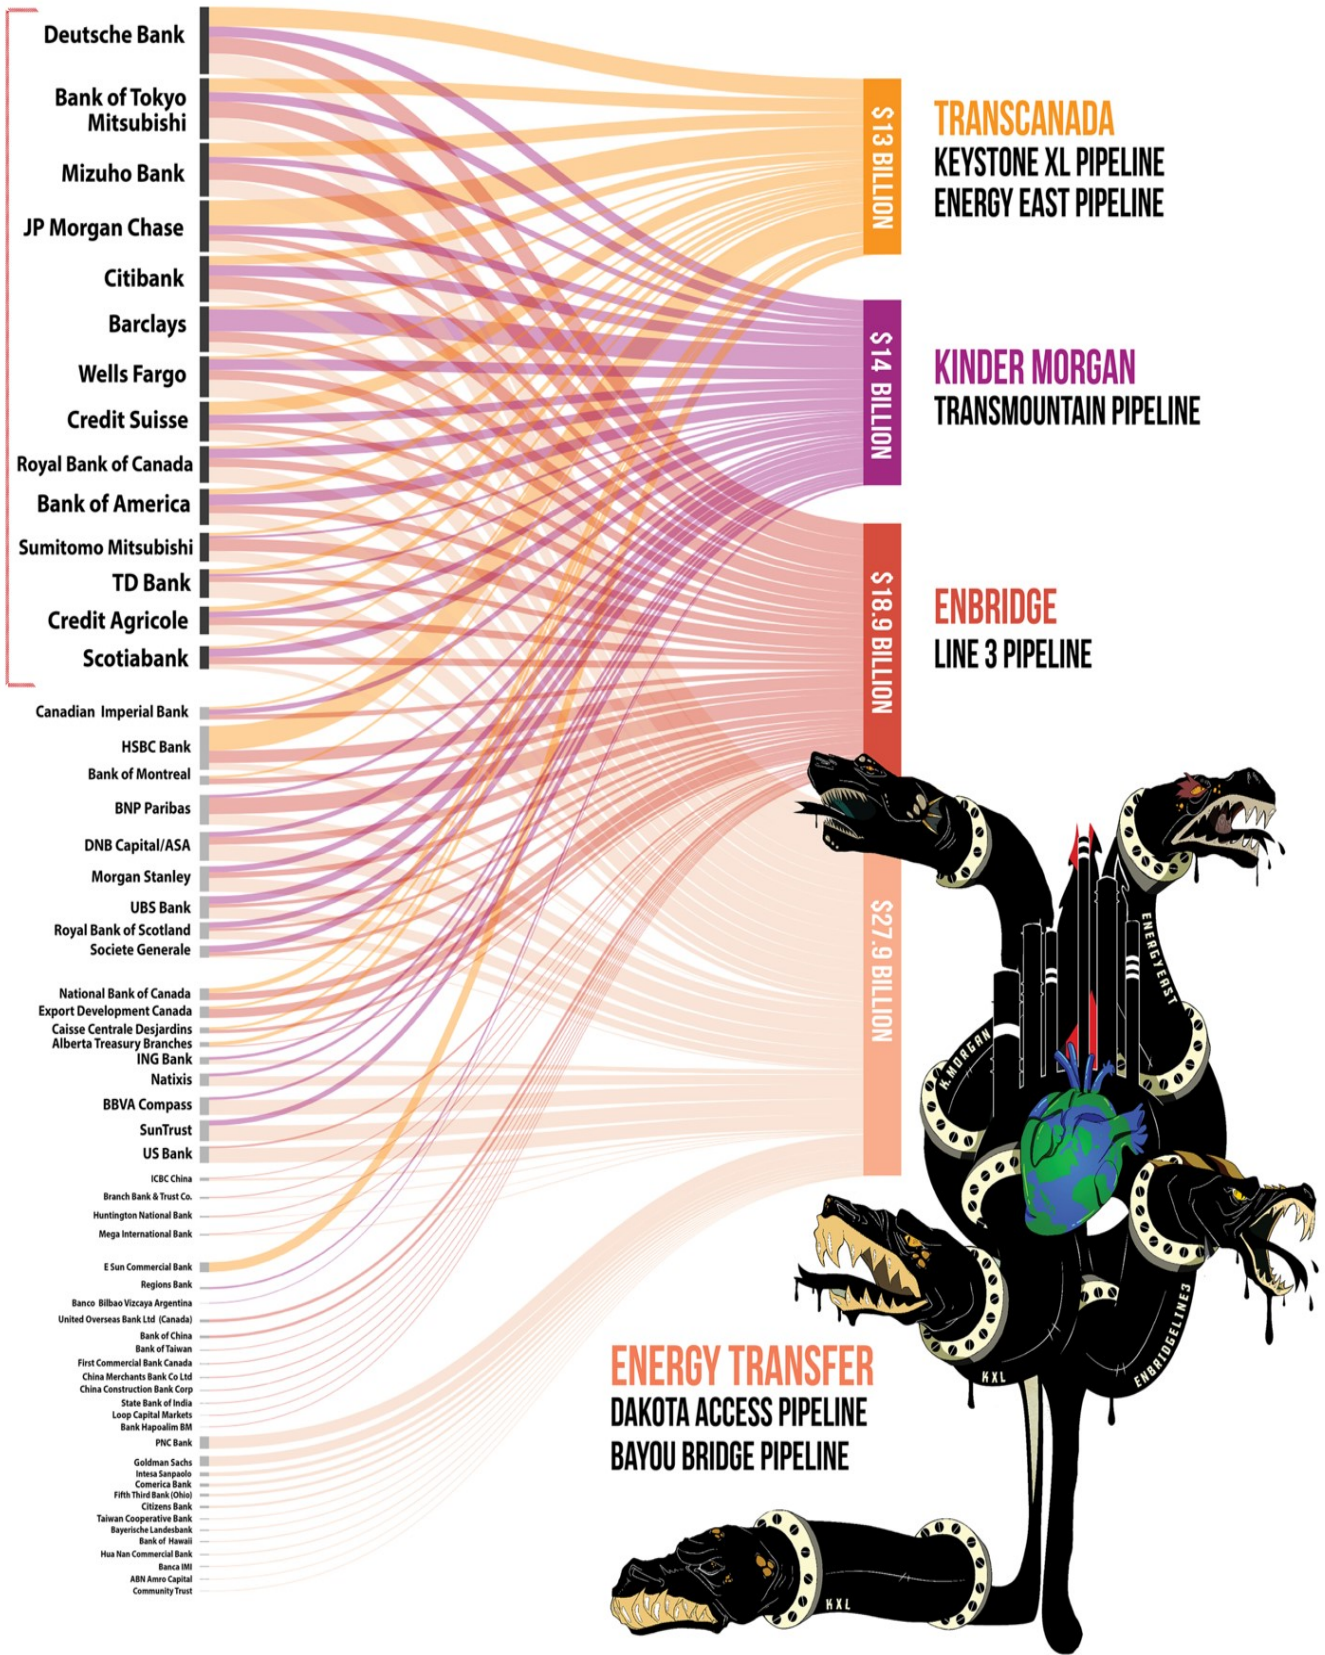 Deutsche Bank
Bank of Tokyo
Mitsubishi
Mizuho Bank
JP Morgan Chase
Citibank
Barclays
Wells Fargo
Credit Suisse
Royal Bank of Canada
Bank of America
Sumitomo Mitsubishi
TD Bank
Credit Agricole
Scotiabank
Canadian Imperial Bank
HSBC Bank
Bank of Montreal
BNP Paribas
DNB Capital/ASA
Morgan Stanley
UBS Bank
Royal Bank of Scotland
Societe Generale
National Bank of Canada
Export Development Canada
Caisse Centrale Desjardins
Alberta Treasury Branches
ING Bank
Natixis
BBVA Compass
SunTrust
US Bank
ICBC China
Branch Bank & Trust Co.
Huntington National Bank
Mega International Bank
E Sun Commercial Bank
Regions Bank
Banco Bilbao Vizcaya Argentina
United Overseas Bank Ltd (Canada)
Bank of China
Bank of Taiwan
First Commercial Bank Canada
China Merchants Bank Co Ltd
China Construction Bank Corp
State Bank of India
Loop Capital Markets
Bank Hapoalim BM
PNC Bank
Goldman Sachs
Intesa Sanpaolo
Comerica Bank
Fifth Third Bank (Ohio)
Citizens Bank
Taiwan Cooperative Bank
Bayerische Landesbank
Bank of Hawaii
Hua Nan Commercial Bank
Banca IMI
ABN Amro Capital
Community Trust
$13 BILLION
TRANSCANADA
KEYSTONE XL PIPELINE
ENERGY EAST PIPELINE
$14 BILLION
KINDER MORGAN
TRANSMOUNTAIN PIPELINE
$18.9 BILLION
ENBRIDGE
LINE 3 PIPELINE
$27.9 BILLION
ENERGY TRANSFER
DAKOTA ACCESS PIPELINE
BAYOU BRIDGE PIPELINE
ENERGYEAST
K.MORGAN
KXL
ENBRIDGELINE3
KXL